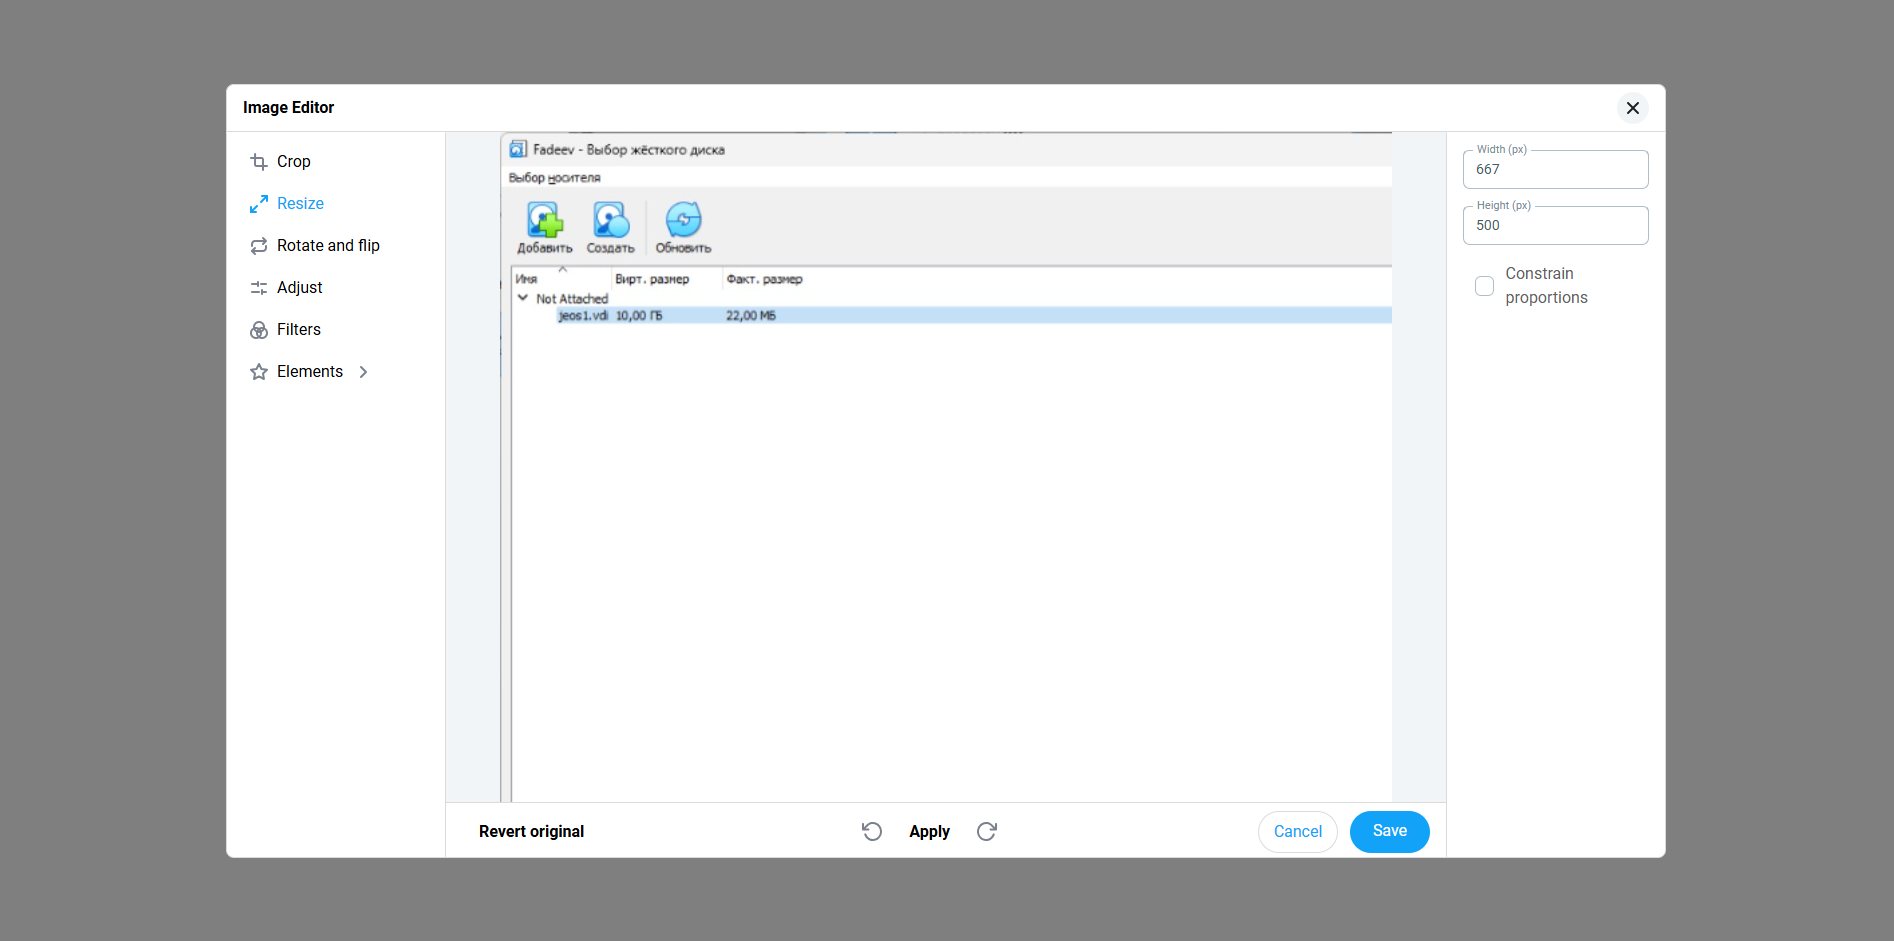 Image Editor
Crop
Resize
Rotate and flip
Adjust
Filters
Elements
Fadeev - Выбор жёсткого диска
Выбор носителя
Добавить Создать Обновить
Имя Вирт. размер Факт. размер
Not Attached
jeos1.vdi 10,00 ГБ 22,00 МБ
Width (px)
667
Height (px)
500
Constrain
proportions
Revert original Apply Cancel Save